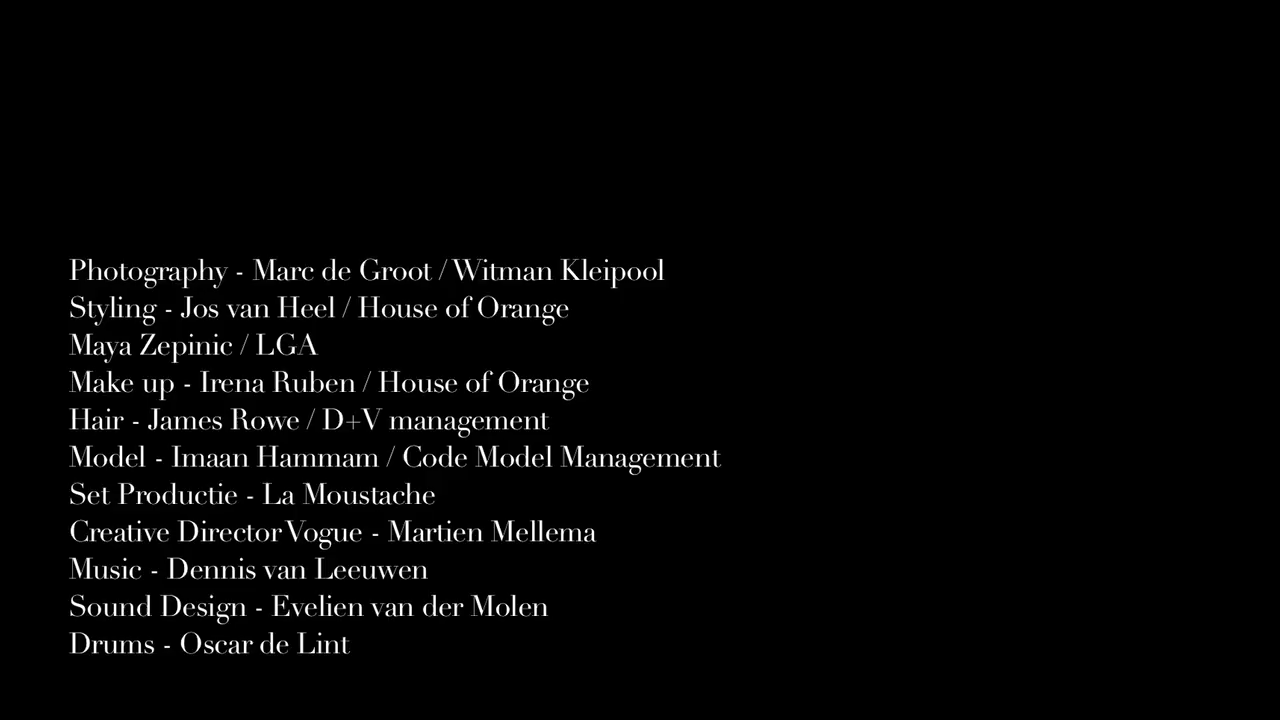 Photography - Marc de Groot / Witman Kleipool
Styling - Jos van Heel / House of Orange
Maya Zepinic / LGA
Make up - Irena Ruben / House of Orange
Hair - James Rowe / D+V management
Model - Imaan Hammam / Code Model Management
Set Productie - La Moustache
Creative Director Vogue - Martien Mellema
Music - Dennis van Leeuwen
Sound Design - Evelien van der Molen
Drums - Oscar de Lint